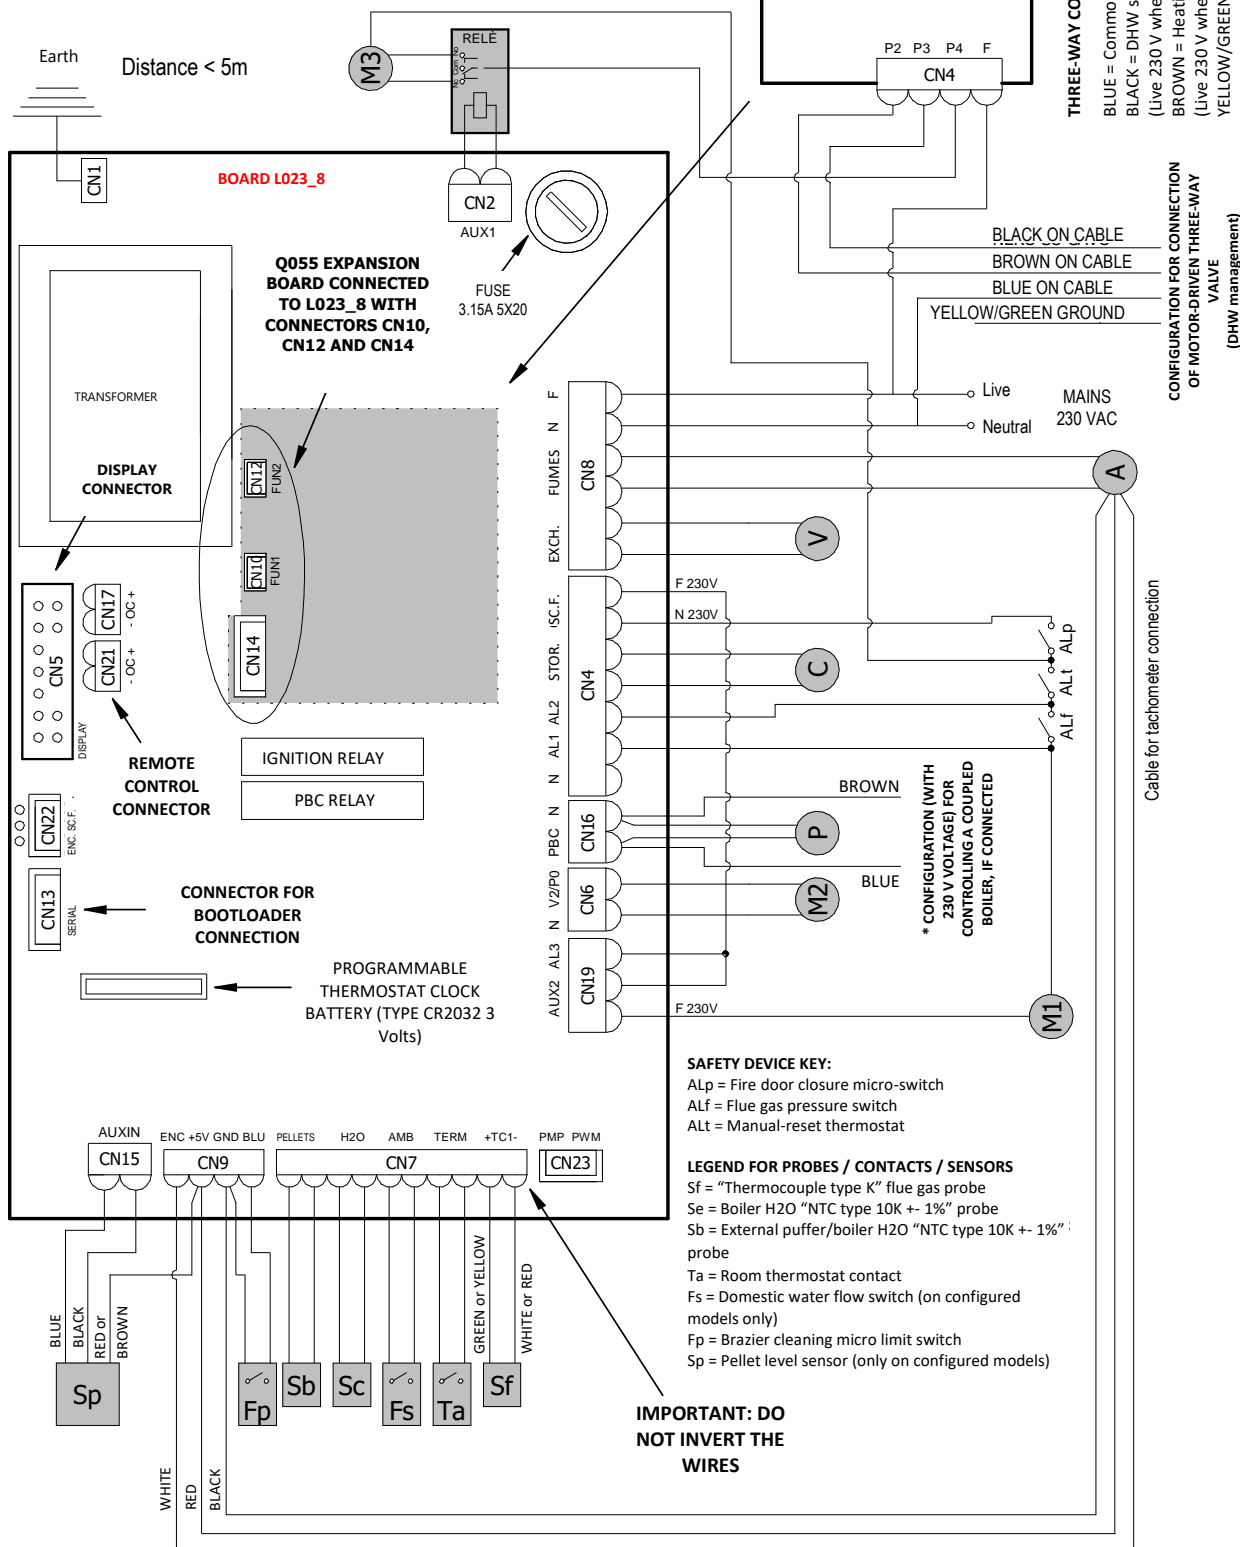 Earth
Distance < 5m
M3
RELÈ
No
Com
Nc
P2 P3 P4 F
CN4
THREE-WAY CO
BLUE = Commo
BLACK = DHW s
(Live 230 V whe
BROWN = Heati
(Live 230 V whe
YELLOW/GREEN
CN1
BOARD L023_8
CN2
AUX1
FUSE
3.15A 5X20
Q055 EXPANSION
BOARD CONNECTED
TO L023_8 WITH
CONNECTORS CN10,
CN12 AND CN14
BLACK ON CABLE
BROWN ON CABLE
BLUE ON CABLE
YELLOW/GREEN GROUND
CONFIGURATION FOR CONNECTION
OF MOTOR-DRIVEN THREE-WAY
VALVE
(DHW management)
TRANSFORMER
Live
Neutral
MAINS
230 VAC
DISPLAY
CONNECTOR
CN12
FUN2
CN10
FUN1
CN14
CN8
F
N
FUMES
EXCH.
A
V
CN5
DISPLAY
CN17
- OC +
CN21
- OC +
REMOTE
CONTROL
CONNECTOR
IGNITION RELAY
PBC RELAY
CN4
SC.F.
STOR.
AL2
AL1
N
F 230V
N 230V
C
ALp
ALt
ALf
Cable for tachometer connection
CN22
ENC. SC.F.
CN13
SERIAL
CONNECTOR FOR
BOOTLOADER
CONNECTION
PROGRAMMABLE
THERMOSTAT CLOCK
BATTERY (TYPE CR2032 3
Volts)
CN16
N
PBC
BROWN
P
BLUE
CN6
V2/P0
N
M2
* CONFIGURATION (WITH
230 V VOLTAGE) FOR
CONTROLLING A COUPLED
BOILER, IF CONNECTED
CN19
AL3
AUX2
F 230V
M1
SAFETY DEVICE KEY:
ALp = Fire door closure micro-switch
ALf = Flue gas pressure switch
ALt = Manual-reset thermostat
LEGEND FOR PROBES / CONTACTS / SENSORS
Sf = “Thermocouple type K” flue gas probe
Se = Boiler H2O “NTC type 10K +- 1%” probe
Sb = External puffer/boiler H2O “NTC type 10K +- 1%”
probe
Ta = Room thermostat contact
Fs = Domestic water flow switch (on configured
models only)
Fp = Brazier cleaning micro limit switch
Sp = Pellet level sensor (only on configured models)
AUXIN
CN15
ENC +5V GND BLU
CN9
PELLETS H2O AMB TERM +TC1-
CN7
PMP PWM
CN23
BLUE
BLACK
RED or
BROWN
GREEN or YELLOW
WHITE or RED
Sp
Fp
Sb
Sc
Fs
Ta
Sf
IMPORTANT: DO
NOT INVERT THE
WIRES
WHITE
RED
BLACK